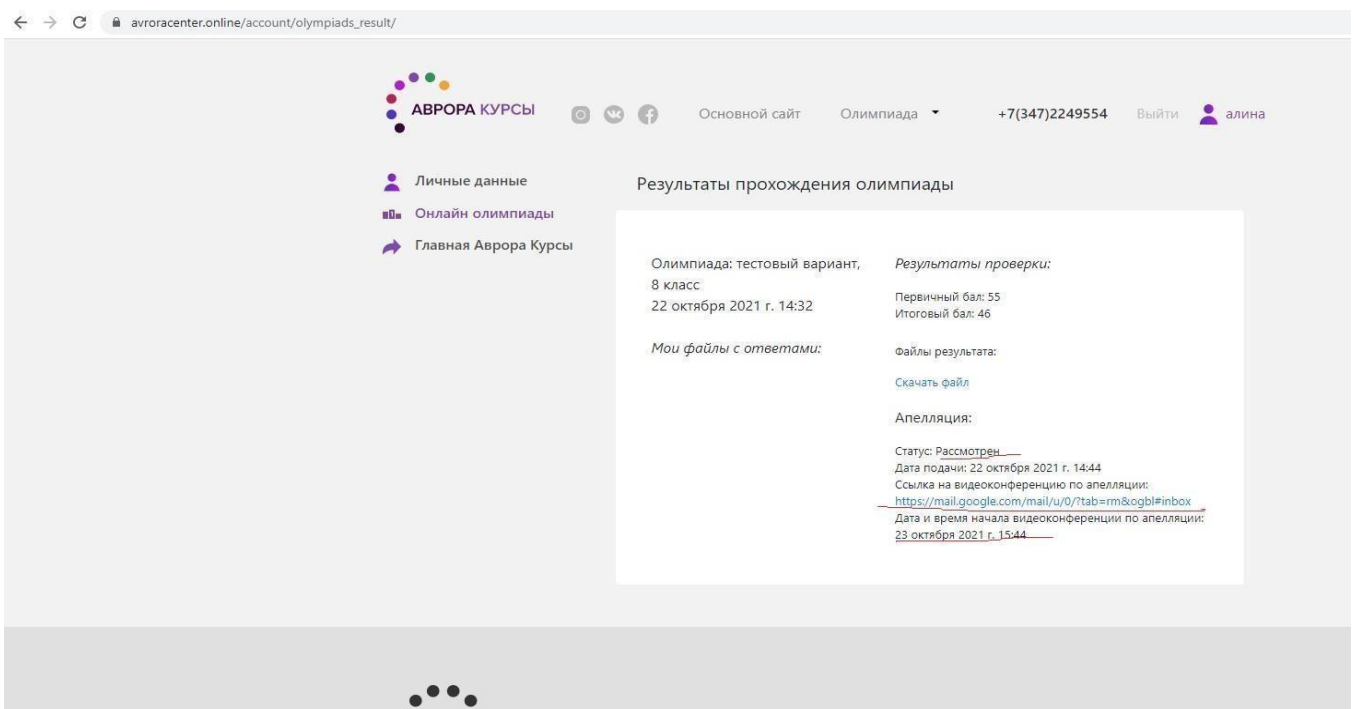 avroracenter.online/account/olympiads_result/
АВРОРА КУРСЫ
Основной сайт
Олимпиада
+7(347)2249554
Выйти
алина
Личные данные
Онлайн олимпиады
Главная Аврора Курсы
Результаты прохождения олимпиады
Олимпиада: тестовый вариант,
8 класс
22 октября 2021 г. 14:32
Мои файлы с ответами:
Результаты проверки:
Первичный бал: 55
Итоговый бал: 46
Файлы результата:
Скачать файл
Апелляция:
Статус: Рассмотрен
Дата подачи: 22 октября 2021 г. 14:44
Ссылка на видеоконференцию по апелляции:
https://mail.google.com/mail/u/0/?tab=rm&ogbl#inbox
Дата и время начала видеоконференции по апелляции:
23 октября 2021 г. 15:44